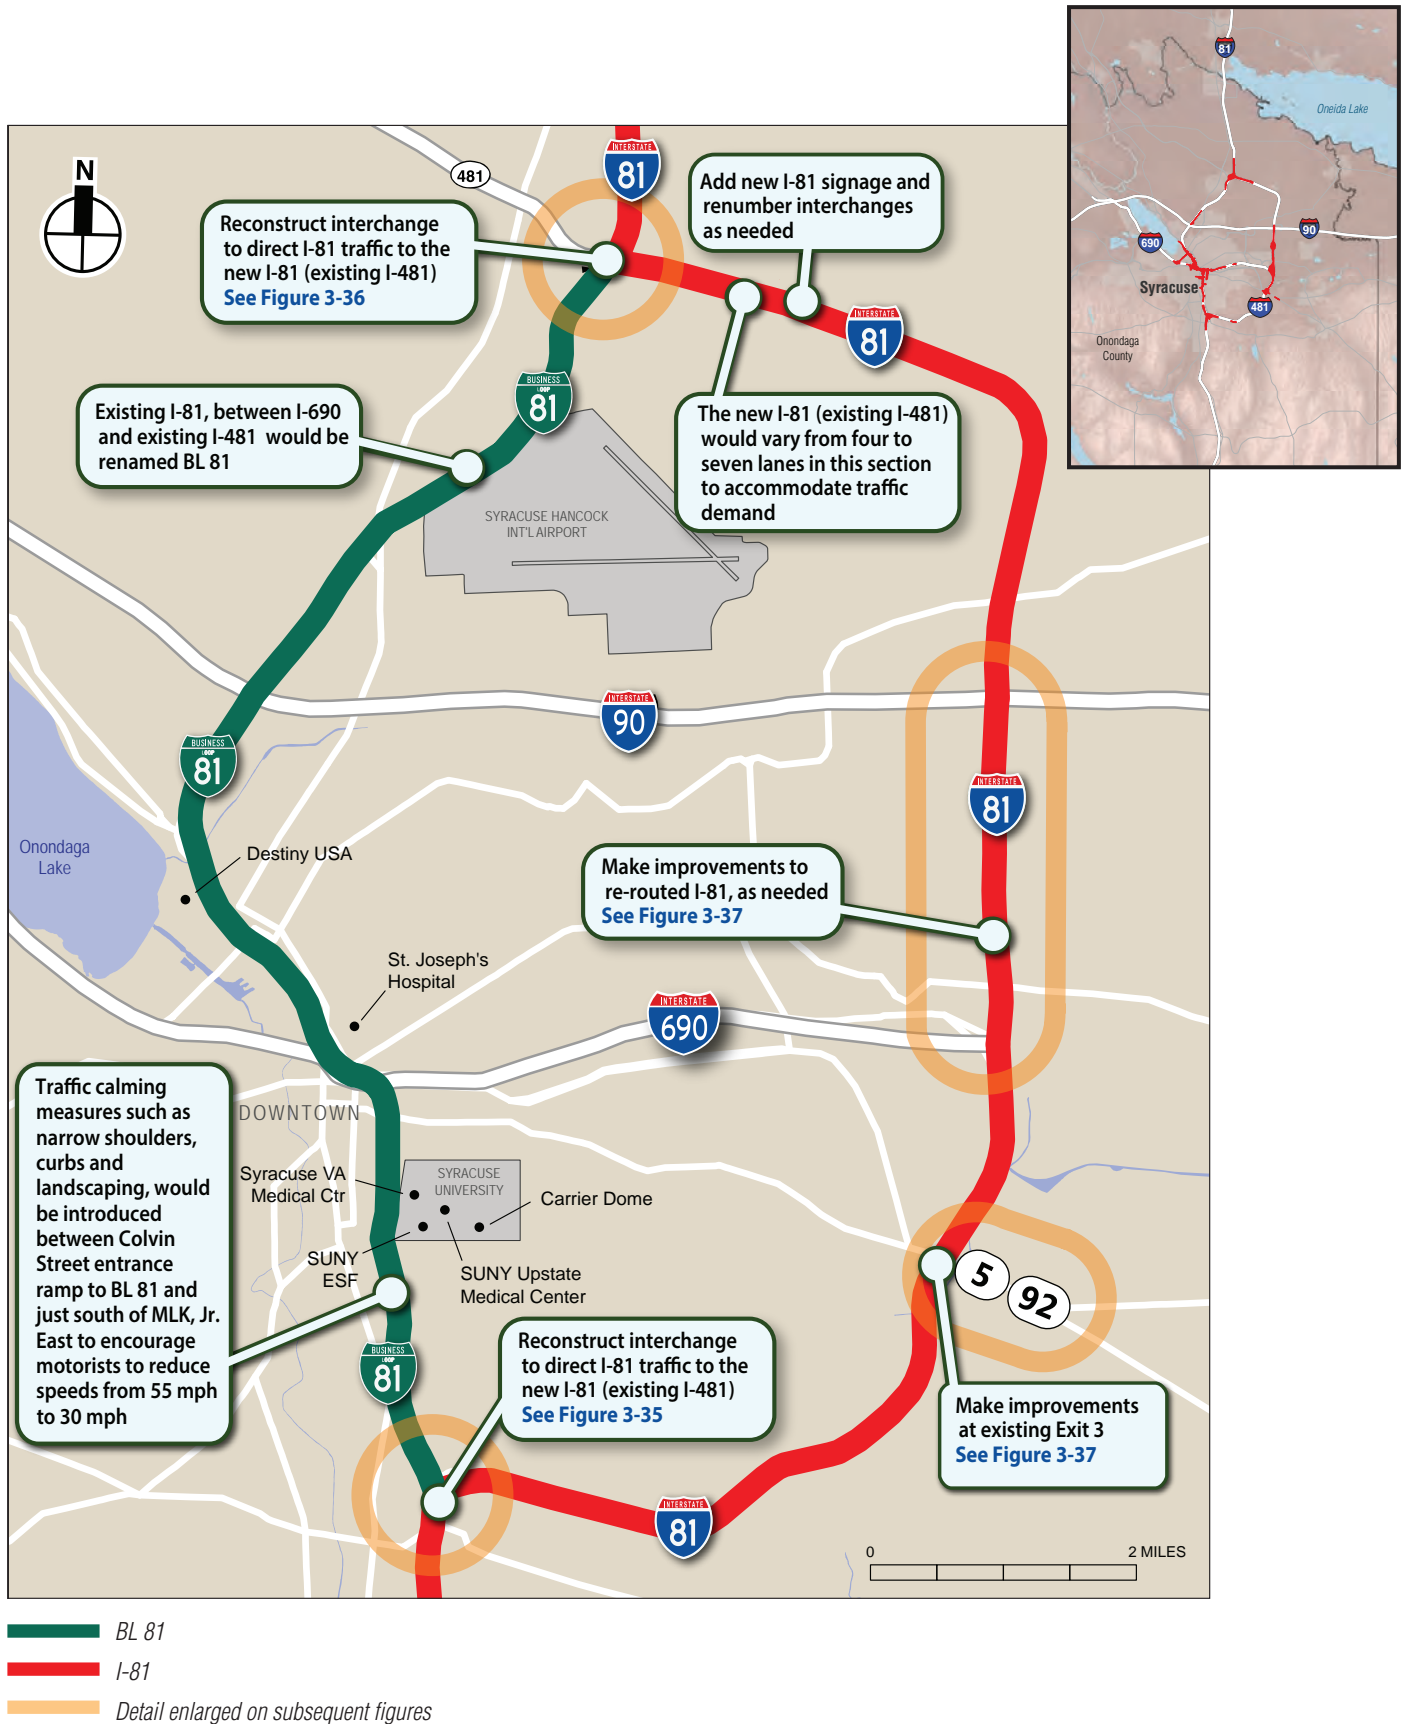 81
Oneida Lake
90
690
Syracuse
481
Onondaga
County
N
481
INTERSTATE
81
Reconstruct interchange
to direct I-81 traffic to the
new I-81 (existing I-481)
See Figure 3-36
Add new I-81 signage and
renumber interchanges
as needed
INTERSTATE
81
BUSINESS
LOOP
81
Existing I-81, between I-690
and existing I-481 would be
renamed BL 81
The new I-81 (existing I-481)
would vary from four to
seven lanes in this section
to accommodate traffic
demand
SYRACUSE HANCOCK
INT'L AIRPORT
INTERSTATE
90
BUSINESS
LOOP
81
INTERSTATE
81
Onondaga
Lake
Destiny USA
Make improvements to
re-routed I-81, as needed
See Figure 3-37
St. Joseph's
Hospital
INTERSTATE
690
Traffic calming
measures such as
narrow shoulders,
curbs and
landscaping, would
be introduced
between Colvin
Street entrance
ramp to BL 81 and
just south of MLK, Jr.
East to encourage
motorists to reduce
speeds from 55 mph
to 30 mph
DOWNTOWN
Syracuse VA
Medical Ctr
SYRACUSE
UNIVERSITY
Carrier Dome
SUNY
ESF
SUNY Upstate
Medical Center
5
92
BUSINESS
LOOP
81
Reconstruct interchange
to direct I-81 traffic to the
new I-81 (existing I-481)
See Figure 3-35
Make improvements
at existing Exit 3
See Figure 3-37
INTERSTATE
81
0
2 MILES
BL 81
I-81
Detail enlarged on subsequent figures